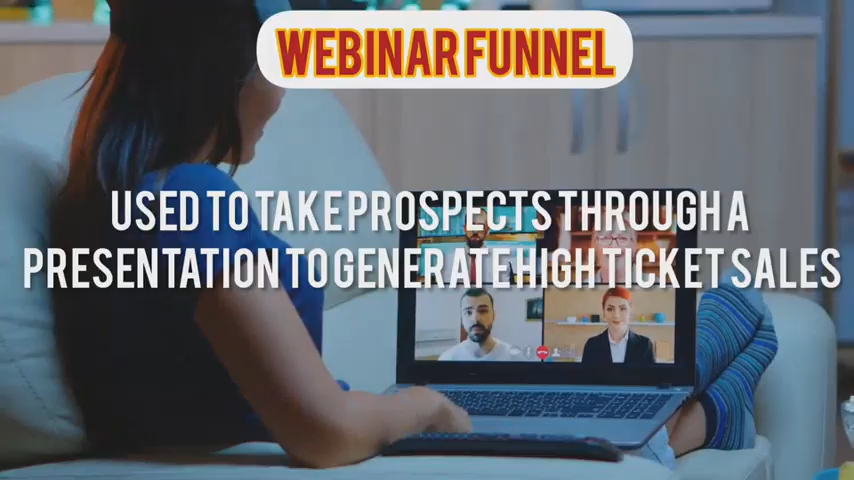 WEBINAR FUNNEL
USED TO TAKE PROSPECTS THROUGH A
PRESENTATION TO GENERATE HIGH TICKET SALES